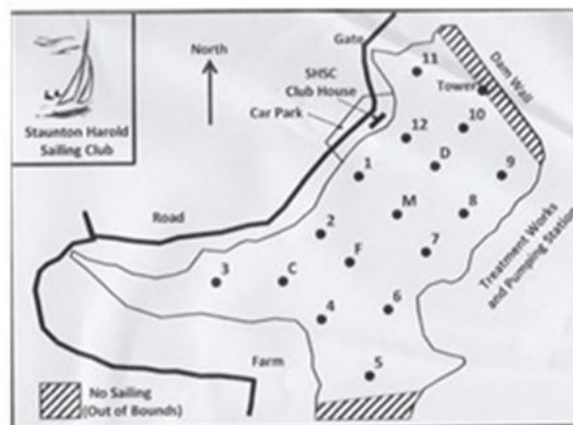 Staunton Harold
Sailing Club
North
Gate
SHSC
Club House
Car Park
11
Tower
Dam Wall
10
12
D
9
1
M
8
2
7
F
3
C
4
6
5
Road
Farm
Treatment Works
and Pumping Station
No Sailing
(Out of Bounds)